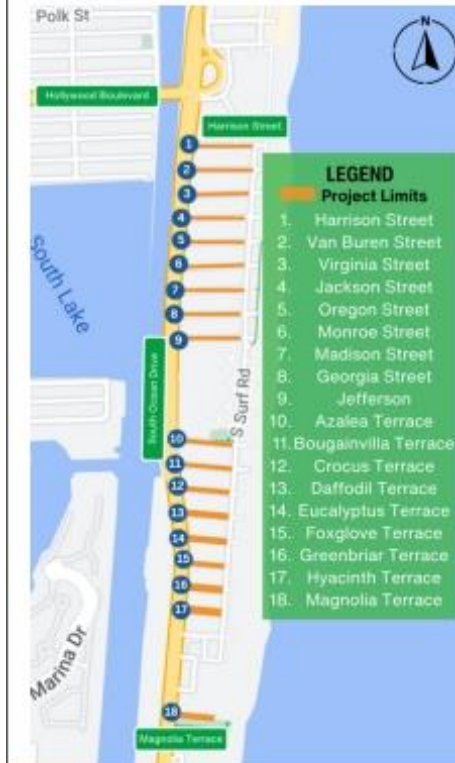 Polk St
N
Hollywood Boulevard
Harrison Street
1
2
3
4
5
6
7
8
9
10
11
12
13
14
15
16
17
18
South Lake
South Ocean Drive
S Surf Rd
Marina Dr
Magnolia Terrace
LEGEND
Project Limits
1. Harrison Street
2. Van Buren Street
3. Virginia Street
4. Jackson Street
5. Oregon Street
6. Monroe Street
7. Madison Street
8. Georgia Street
9. Jefferson
10. Azalea Terrace
11. Bougainvilla Terrace
12. Crocus Terrace
13. Daffodil Terrace
14. Eucalyptus Terrace
15. Foxglove Terrace
16. Greenbriar Terrace
17. Hyacinth Terrace
18. Magnolia Terrace